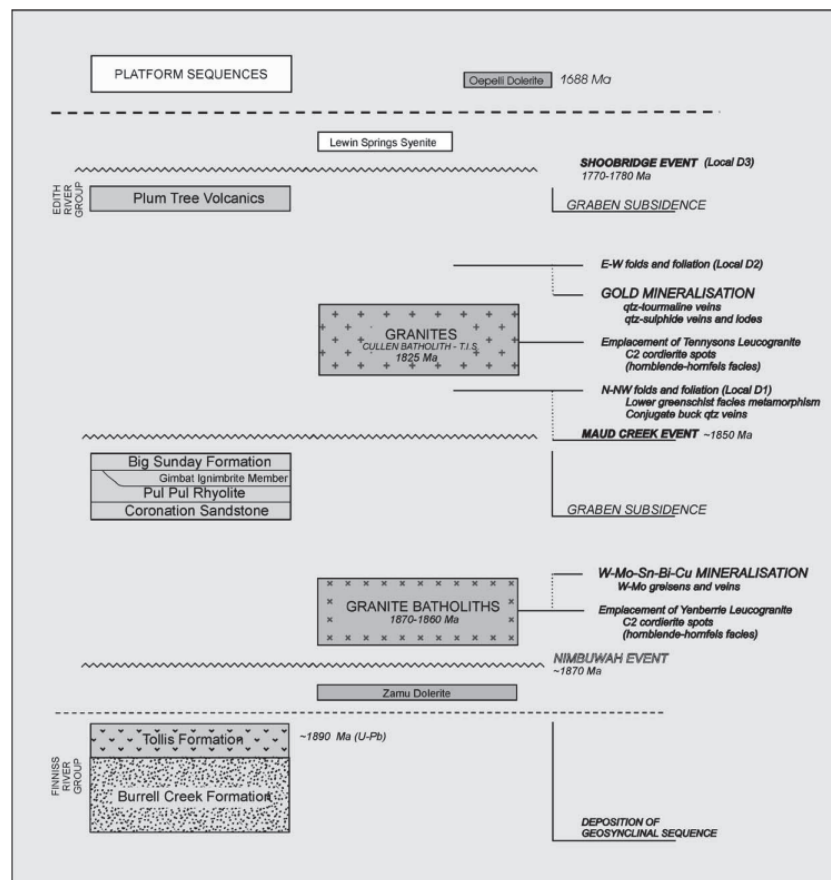 PLATFORM SEQUENCES
Oepelli Dolerite
1688 Ma
Lewin Springs Syenite
SHOOBRIDGE EVENT (Local D3)
1770-1780 Ma
EDITH
RIVER
GROUP
Plum Tree Volcanics
GRABEN SUBSIDENCE
E-W folds and foliation (Local D2)
GOLD MINERALISATION
qtz-tourmaline veins
qtz-sulphide veins and lodes
GRANITES
CULLEN BATHOLITH - T.I.S.
1825 Ma
Emplacement of Tennysons Leucogranite
C2 cordierite spots
(hornblende-hornfels facies)
N-NW folds and foliation (Local D1)
Lower greenschist facies metamorphism
Conjugate buck qtz veins
MAUD CREEK EVENT ~1850 Ma
Big Sunday Formation
Gimbat Ignimbrite Member
Pul Pul Rhyolite
Coronation Sandstone
GRABEN SUBSIDENCE
W-Mo-Sn-Bi-Cu MINERALISATION
W-Mo greisens and veins
GRANITE BATHOLITHS
1870-1860 Ma
Emplacement of Yenberrie Leucogranite
C2 cordierite spots
(hornblende-hornfels facies)
NIMBUWAH EVENT
~1870 Ma
Zamu Dolerite
FINNISS
RIVER
GROUP
Tollis Formation
~1890 Ma (U-Pb)
Burrell Creek Formation
DEPOSITION OF
GEOSYNCLINAL SEQUENCE